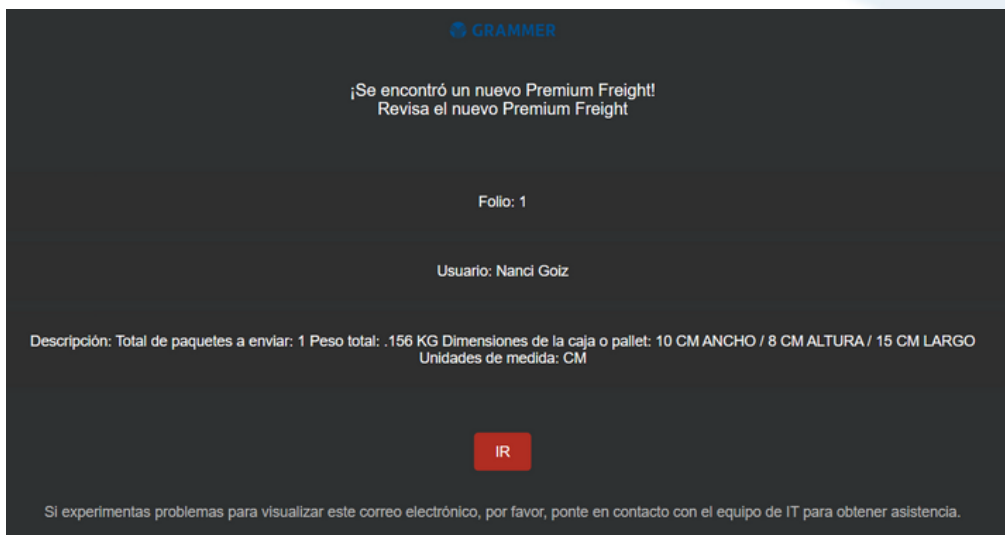 GRAMMER
¡Se encontró un nuevo Premium Freight!
Revisa el nuevo Premium Freight
Folio: 1
Usuario: Nanci Goiz
Descripción: Total de paquetes a enviar: 1 Peso total: .156 KG Dimensiones de la caja o pallet: 10 CM ANCHO / 8 CM ALTURA / 15 CM LARGO
Unidades de medida: CM
IR
Si experimentas problemas para visualizar este correo electrónico, por favor, ponte en contacto con el equipo de IT para obtener asistencia.